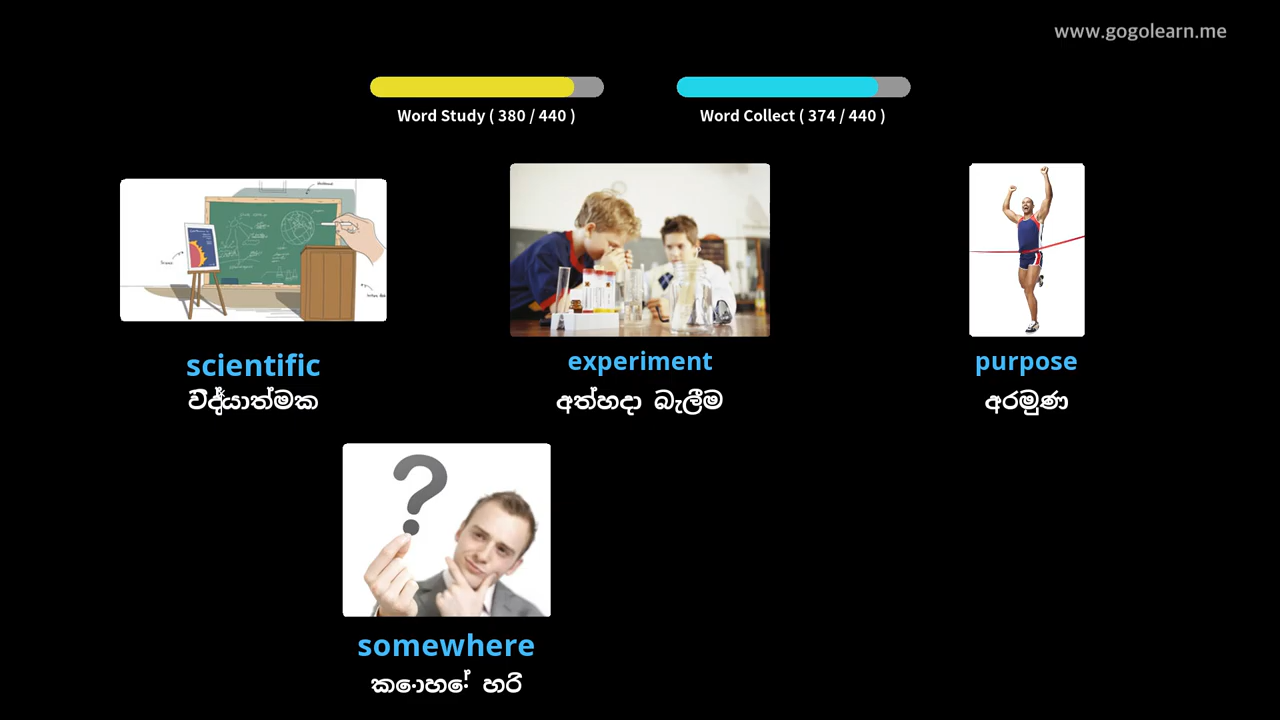 www.gogolearn.me
Word Study ( 380 / 440 )
Word Collect ( 374 / 440 )
scientific
විද්‍යාත්මක
experiment
අත්හදා බැලීම
purpose
අරමුණ
somewhere
කොහේ හරි